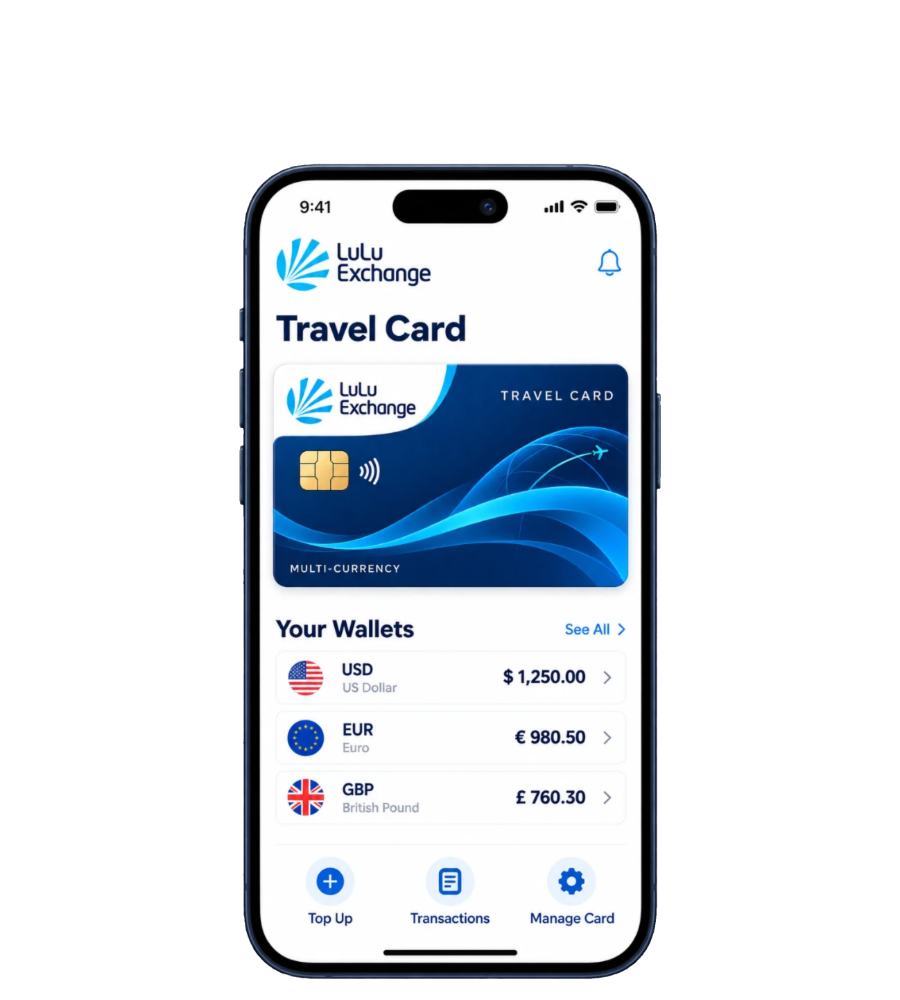 9:41
LuLu
Exchange
Travel Card
LuLu
Exchange
TRAVEL CARD
MULTI-CURRENCY
Your Wallets
See All
USD
US Dollar
$ 1,250.00
EUR
Euro
€ 980.50
GBP
British Pound
£ 760.30
Top Up
Transactions
Manage Card